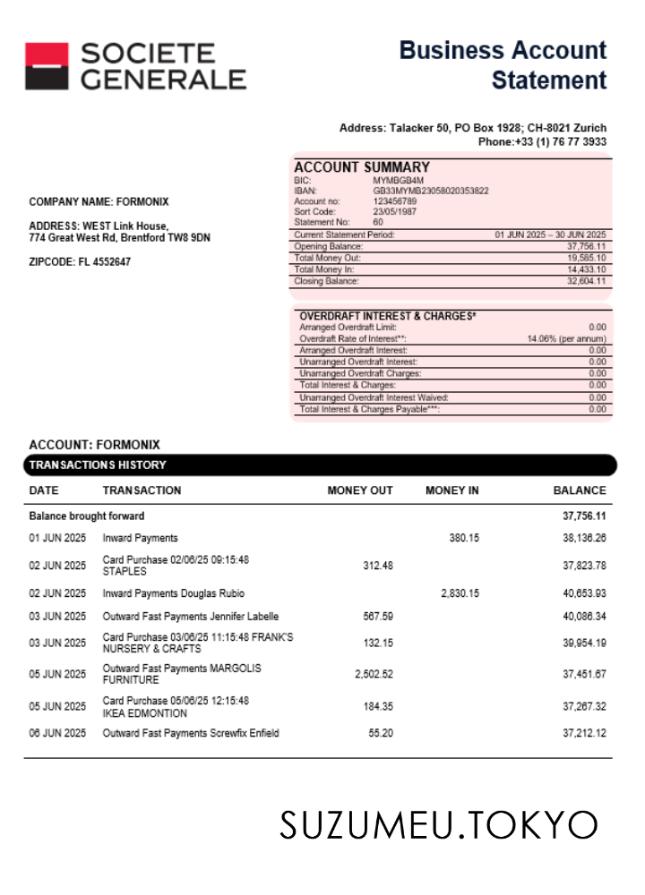 SOCIETE
GENERALE
Business Account
Statement
Address: Talacker 50, PO Box 1928; CH-8021 Zurich
Phone:+33 (1) 76 77 3933
COMPANY NAME: FORMONIX
ADDRESS: WEST Link House,
774 Great West Rd, Brentford TW8 9DN
ZIPCODE: FL 4552647
ACCOUNT SUMMARY
BIC: MYMBGB4M
IBAN: GB33MYMB23058020353822
Account no: 123456789
Sort Code: 23/05/1987
Statement No: 60
Current Statement Period: 01 JUN 2025 – 30 JUN 2025
Opening Balance: 37,756.11
Total Money Out: 19,585.10
Total Money In: 14,433.10
Closing Balance: 32,604.11
OVERDRAFT INTEREST & CHARGES*
Arranged Overdraft Limit: 0.00
Overdraft Rate of Interest**: 14.06% (per annum)
Arranged Overdraft Interest: 0.00
Unarranged Overdraft Interest: 0.00
Unarranged Overdraft Charges: 0.00
Total Interest & Charges: 0.00
Unarranged Overdraft Interest Waived: 0.00
Total Interest & Charges Payable***: 0.00
ACCOUNT: FORMONIX
TRANSACTIONS HISTORY
DATE TRANSACTION MONEY OUT MONEY IN BALANCE
Balance brought forward 37,756.11
01 JUN 2025 Inward Payments 380.15 38,136.26
02 JUN 2025 Card Purchase 02/06/25 09:15:48 312.48 37,823.78
STAPLES
02 JUN 2025 Inward Payments Douglas Rubio 2,830.15 40,653.93
03 JUN 2025 Outward Fast Payments Jennifer Labelle 567.59 40,086.34
03 JUN 2025 Card Purchase 03/06/25 11:15:48 FRANK'S 132.15 39,954.19
NURSERY & CRAFTS
05 JUN 2025 Outward Fast Payments MARGOLIS 2,502.52 37,451.67
FURNITURE
05 JUN 2025 Card Purchase 05/06/25 12:15:48 184.35 37,267.32
IKEA EDMONTION
06 JUN 2025 Outward Fast Payments Screwfix Enfield 55.20 37,212.12
SUZUMEU.TOKYO